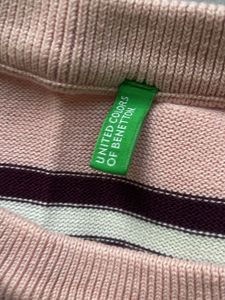 UNITED COLORS
OF BENETTON.